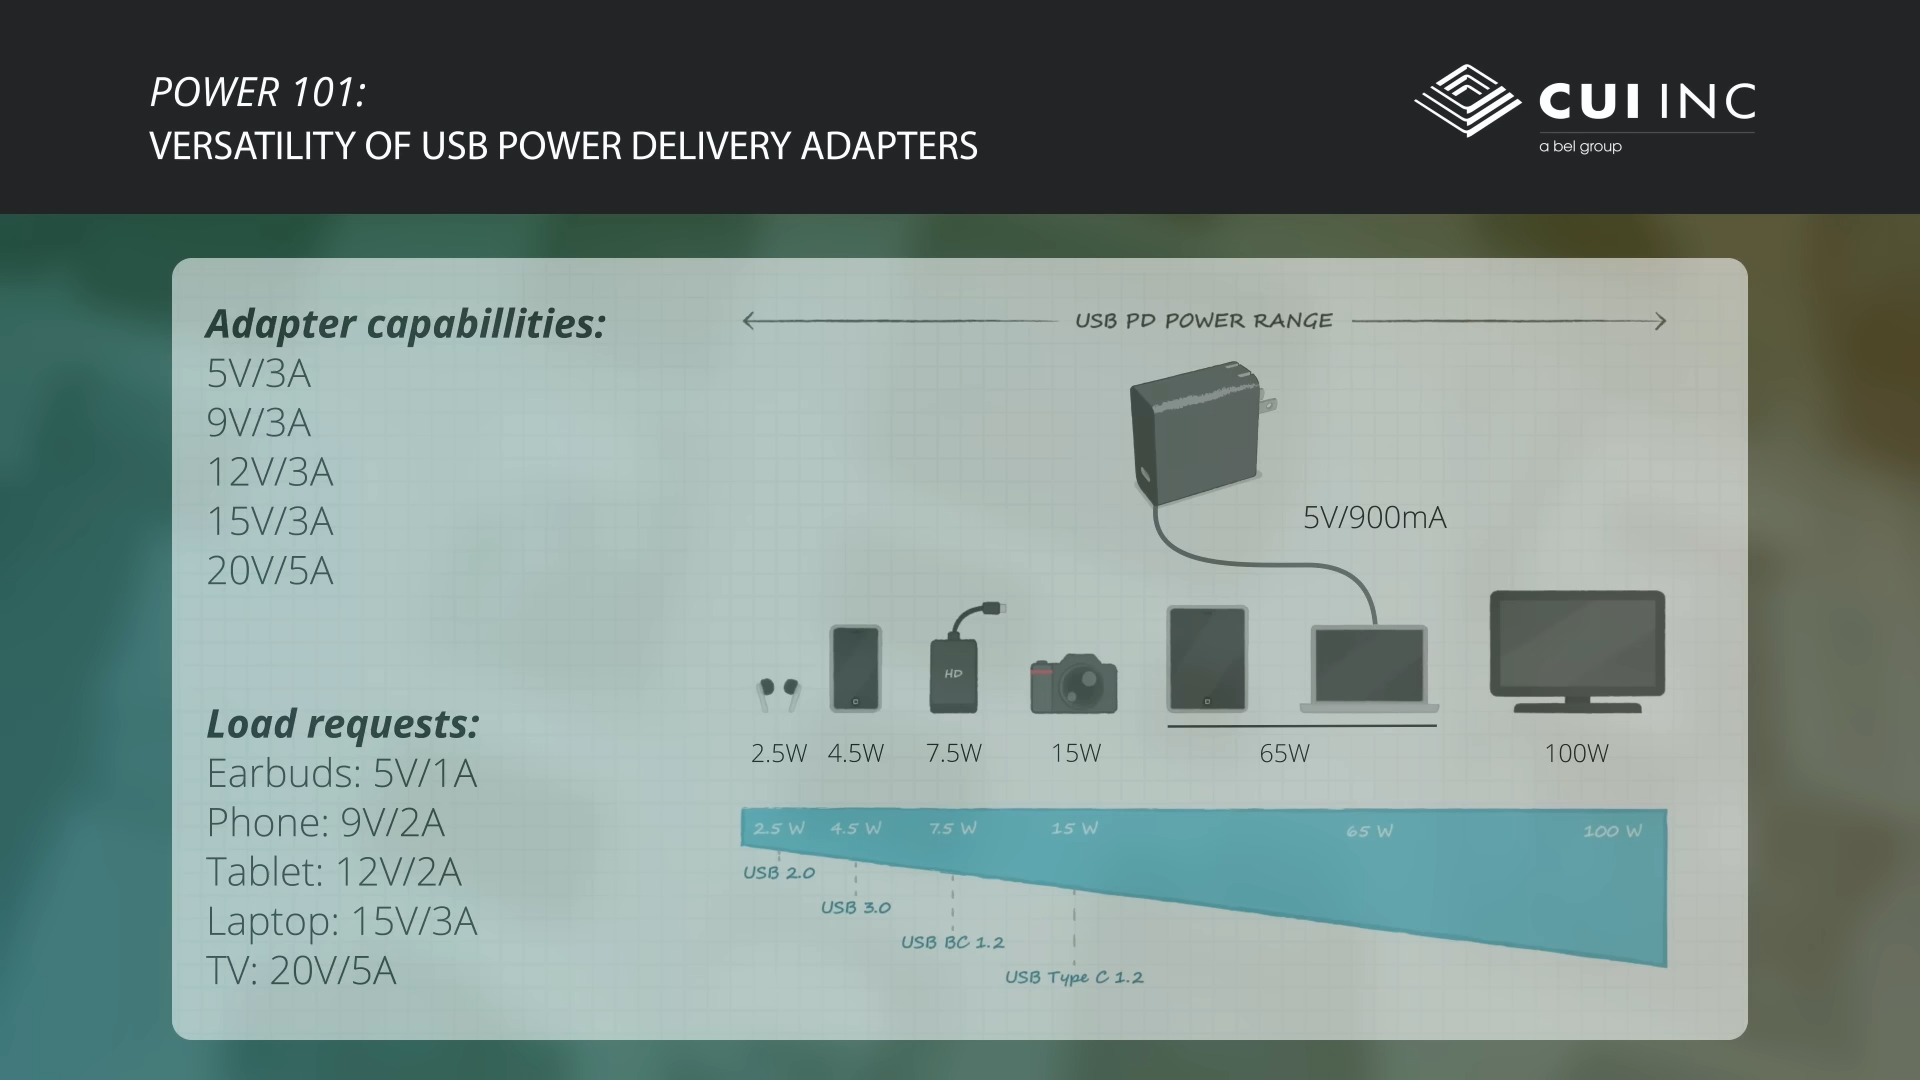 POWER 101:
VERSATILITY OF USB POWER DELIVERY ADAPTERS
CUI INC
a bel group
Adapter capabillities:
5V/3A
9V/3A
12V/3A
15V/3A
20V/5A
Load requests:
Earbuds: 5V/1A
Phone: 9V/2A
Tablet: 12V/2A
Laptop: 15V/3A
TV: 20V/5A
USB PD POWER RANGE
5V/900mA
HD
2.5W 4.5W 7.5W 15W 65W 100W
2.5 W 4.5 W 7.5 W 15 W 65 W 100 W
USB 2.0
USB 3.0
USB BC 1.2
USB Type C 1.2